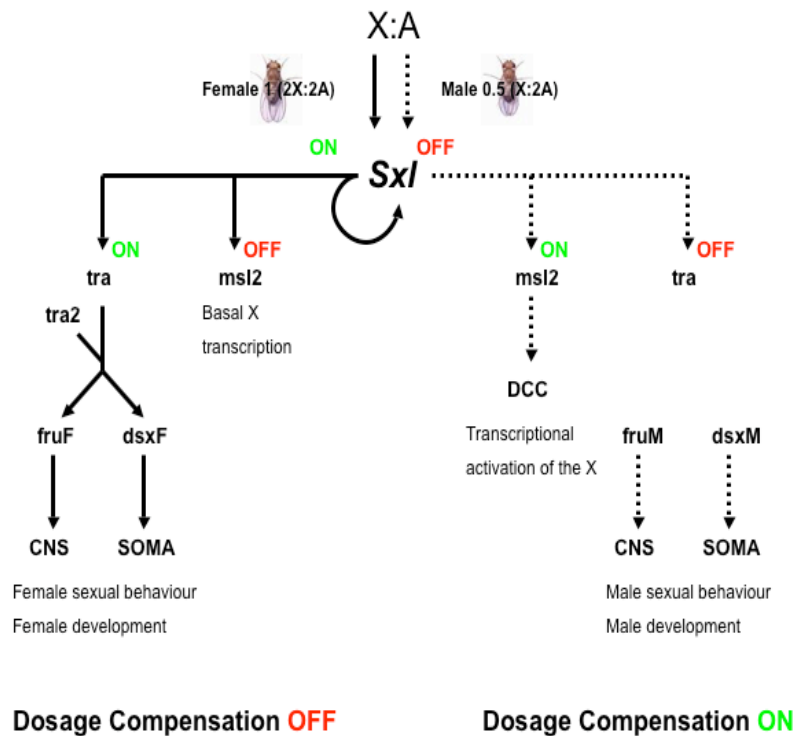 X:A
Female 1 (2X:2A)
Male 0.5 (X:2A)
ON
OFF
Sxl
ON
OFF
ON
OFF
tra
msl2
msl2
tra
tra2
Basal X
transcription
DCC
fruF
dsxF
Transcriptional
activation of the X
fruM
dsxM
CNS
SOMA
CNS
SOMA
Female sexual behaviour
Female development
Male sexual behaviour
Male development
Dosage Compensation OFF
Dosage Compensation ON